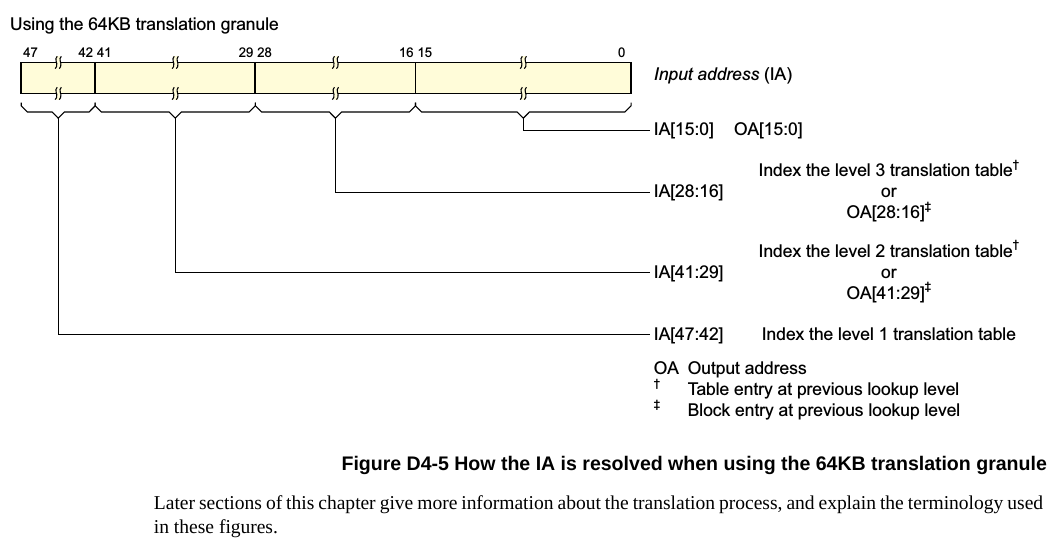 Using the 64KB translation granule
47 42 41 29 28 16 15 0
Input address (IA)
IA[15:0] OA[15:0]
Index the level 3 translation table†
IA[28:16] or
OA[28:16]‡
Index the level 2 translation table†
IA[41:29] or
OA[41:29]‡
IA[47:42] Index the level 1 translation table
OA Output address
† Table entry at previous lookup level
‡ Block entry at previous lookup level
Figure D4-5 How the IA is resolved when using the 64KB translation granule
Later sections of this chapter give more information about the translation process, and explain the terminology used
in these figures.